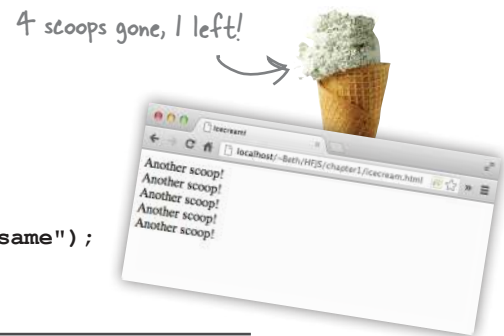 4 scoops gone, 1 left!
Icecream!
localhost/~Beth/HFJS/chapter1/icecream.html
Another scoop!
Another scoop!
Another scoop!
Another scoop!
Another scoop!
same");